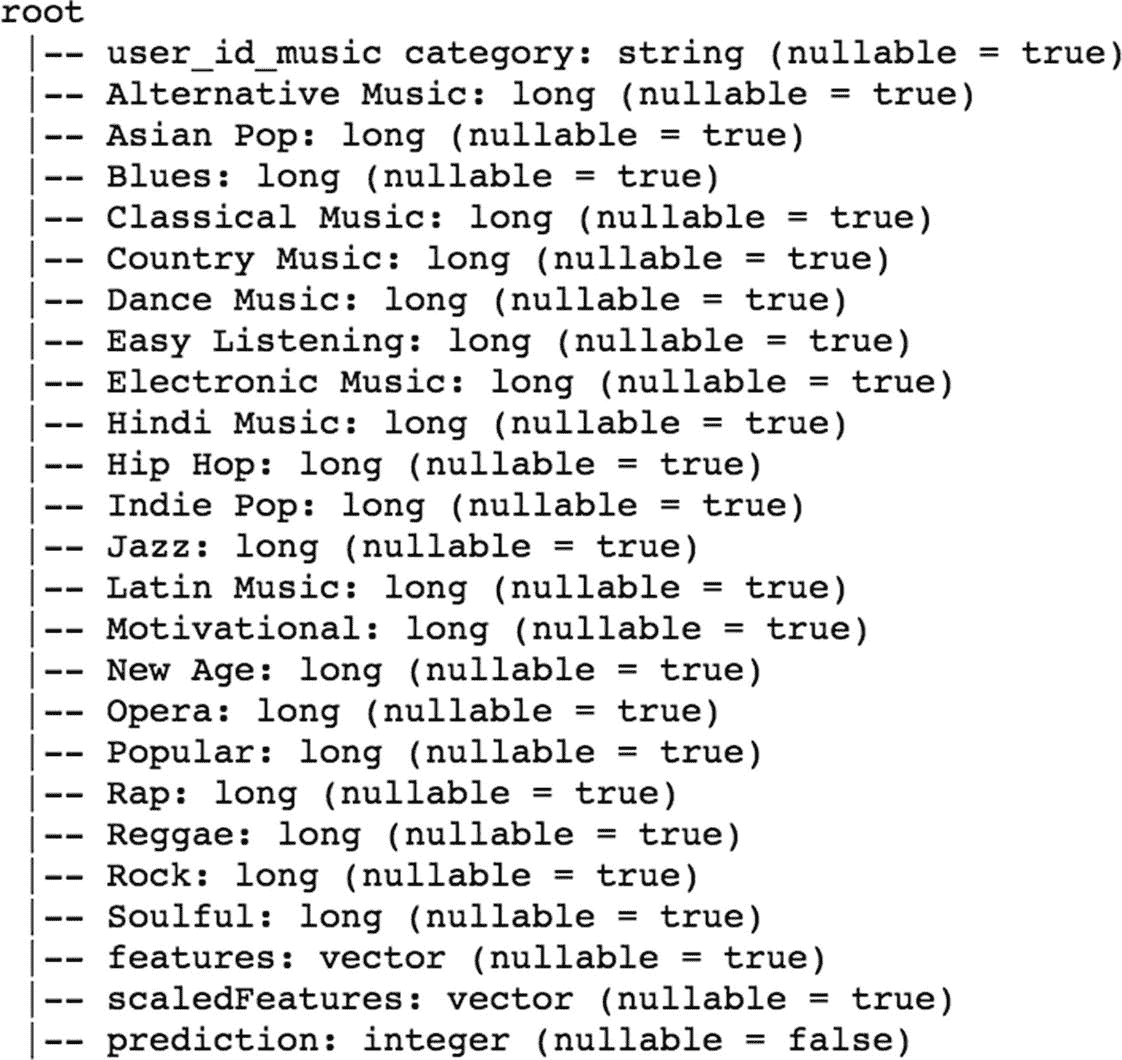 root
|-- user_id_music category: string (nullable = true)
|-- Alternative Music: long (nullable = true)
|-- Asian Pop: long (nullable = true)
|-- Blues: long (nullable = true)
|-- Classical Music: long (nullable = true)
|-- Country Music: long (nullable = true)
|-- Dance Music: long (nullable = true)
|-- Easy Listening: long (nullable = true)
|-- Electronic Music: long (nullable = true)
|-- Hindi Music: long (nullable = true)
|-- Hip Hop: long (nullable = true)
|-- Indie Pop: long (nullable = true)
|-- Jazz: long (nullable = true)
|-- Latin Music: long (nullable = true)
|-- Motivational: long (nullable = true)
|-- New Age: long (nullable = true)
|-- Opera: long (nullable = true)
|-- Popular: long (nullable = true)
|-- Rap: long (nullable = true)
|-- Reggae: long (nullable = true)
|-- Rock: long (nullable = true)
|-- Soulful: long (nullable = true)
|-- features: vector (nullable = true)
|-- scaledFeatures: vector (nullable = true)
|-- prediction: integer (nullable = false)